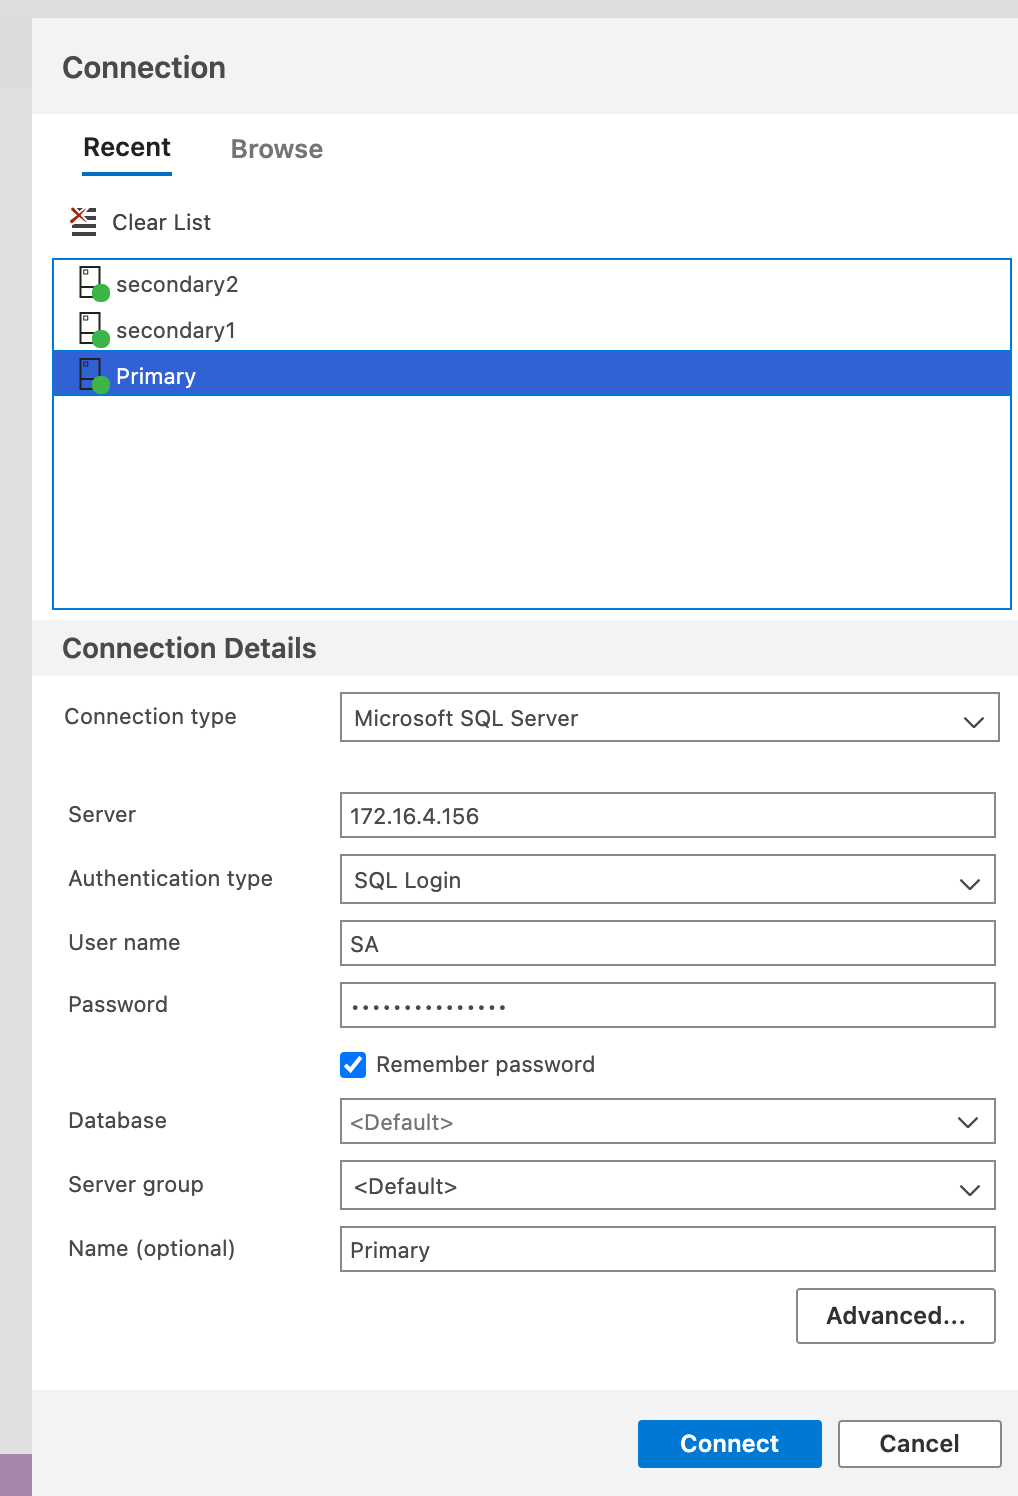 Connection
Recent Browse
Clear List
secondary2
secondary1
Primary
Connection Details
Connection type Microsoft SQL Server
Server 172.16.4.156
Authentication type SQL Login
User name SA
Password •••••••••••••••
Remember password
Database <Default>
Server group <Default>
Name (optional) Primary
Advanced...
Connect Cancel